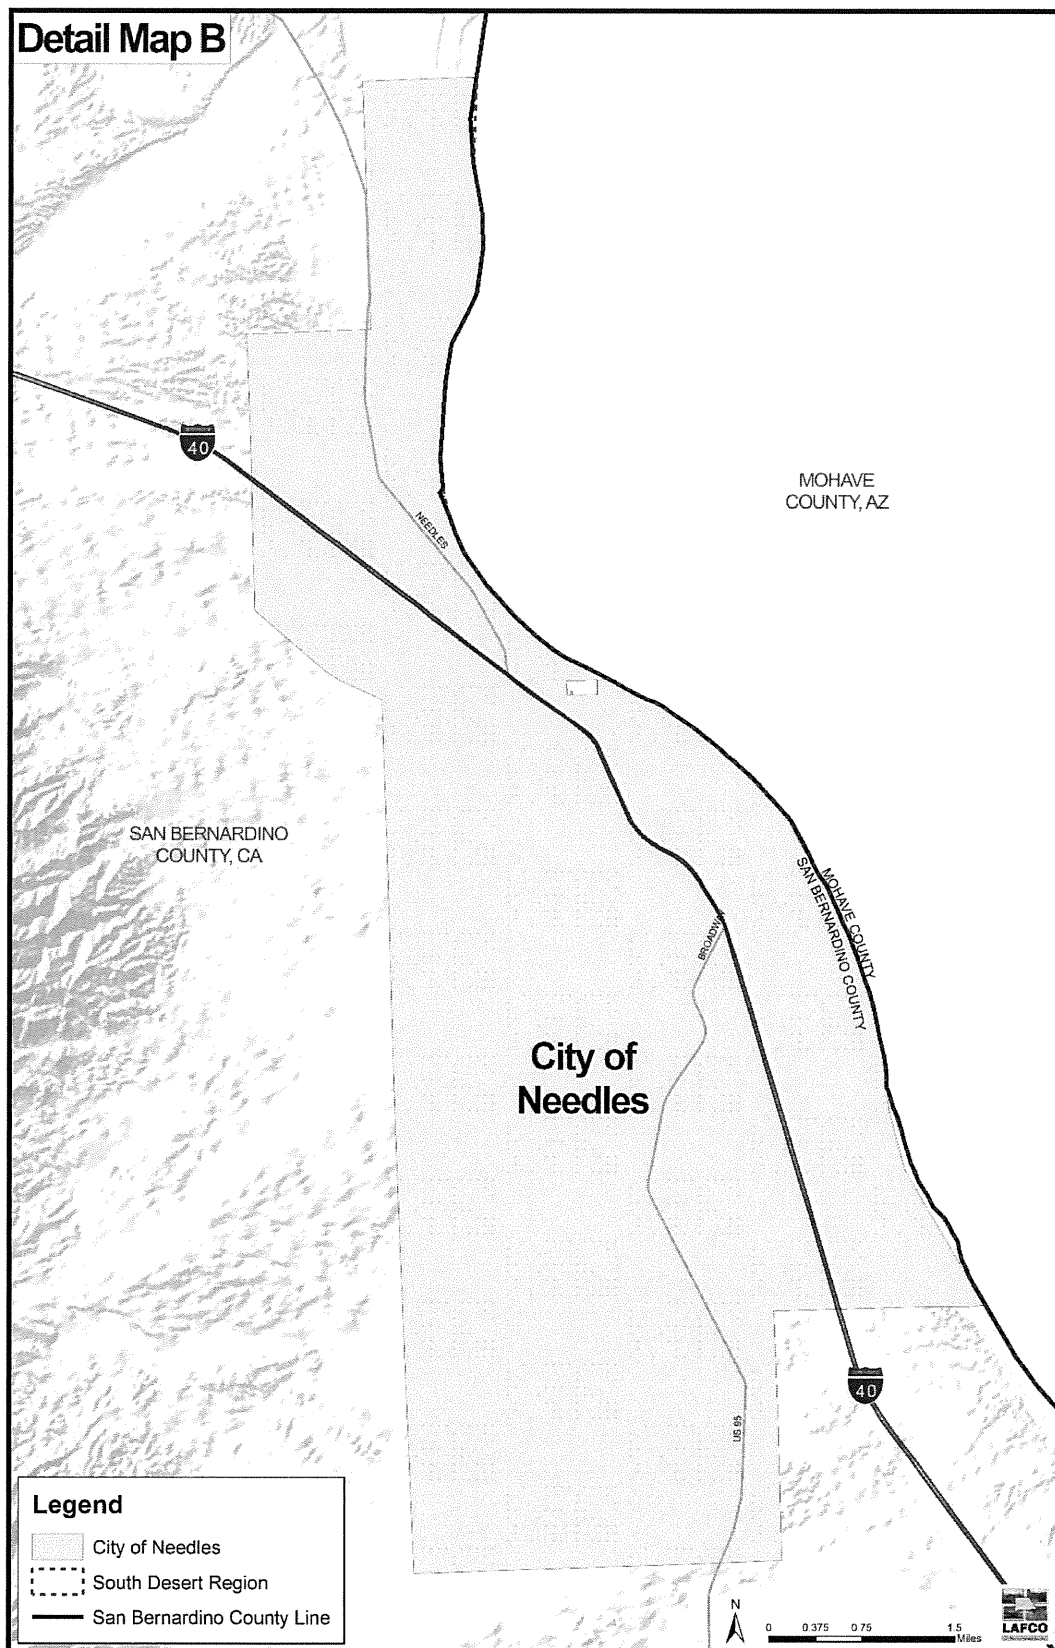 Detail Map B
40
NEEDLES
MOHAVE
COUNTY, AZ
SAN BERNARDINO
COUNTY, CA
MOHAVE COUNTY
SAN BERNARDINO COUNTY
BROADWAY
City of
Needles
40
US 95
Legend
City of Needles
South Desert Region
San Bernardino County Line
N
0 0.375 0.75 1.5
Miles
LAFCO